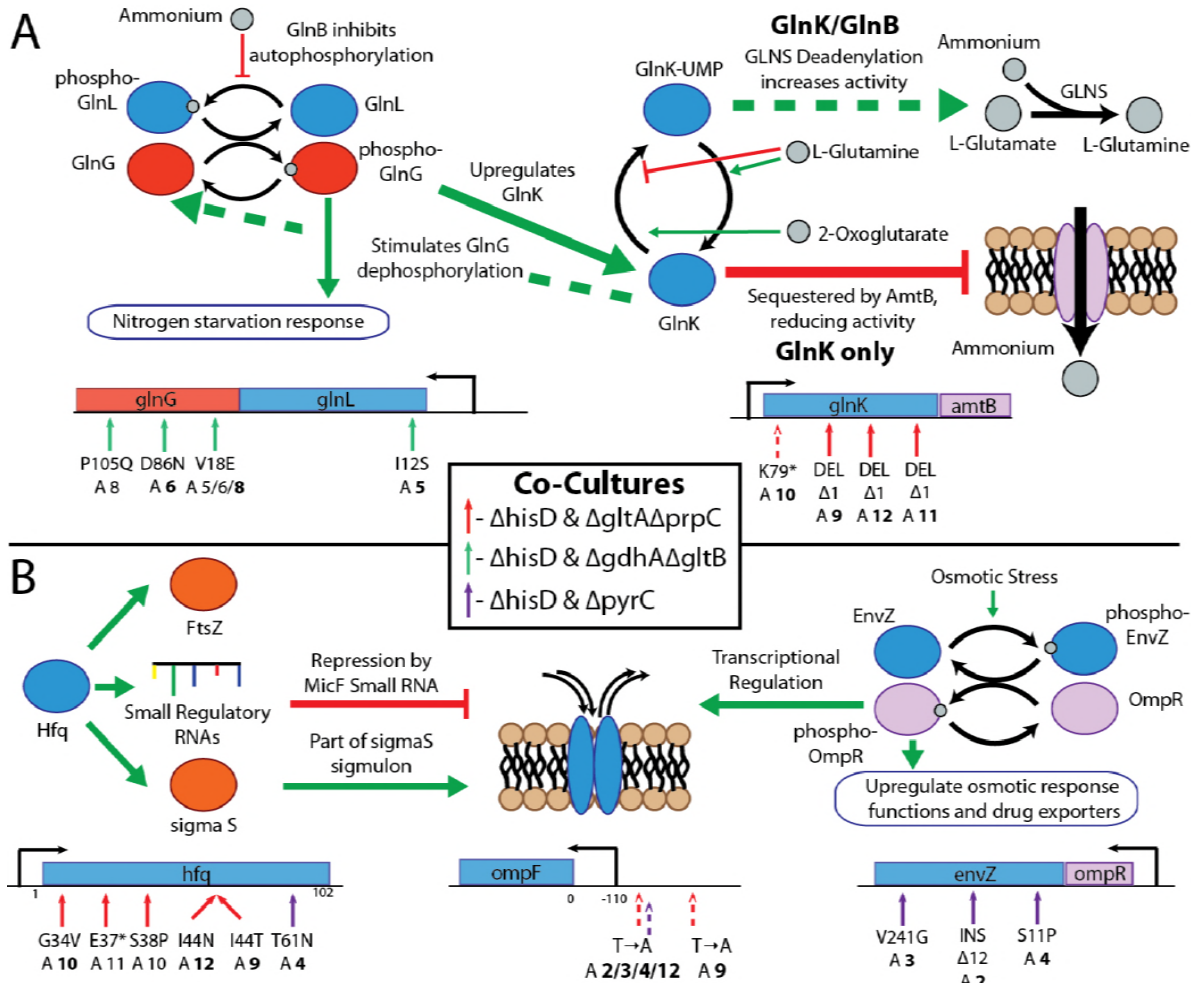 A
Ammonium
GlnB inhibits
autophosphorylation
phospho-
GlnL
GlnL
GlnG
phospho-
GlnG
Upregulates
GlnK
Stimulates GlnG
dephosphorylation
Nitrogen starvation response
GlnK/GlnB
GlnK-UMP
GLNS Deadenylation
increases activity
Ammonium
GLNS
L-Glutamate
L-Glutamine
L-Glutamine
2-Oxoglutarate
GlnK
Sequestered by AmtB,
reducing activity
GlnK only
Ammonium
glnG
glnL
P105Q
A 8
D86N
A 6
V18E
A 5/6/8
I12S
A 5
glnK
amtB
K79*
A 10
DEL
Δ1
A 9
DEL
Δ1
A 12
DEL
Δ1
A 11
Co-Cultures
- ΔhisD & ΔgltAΔprpC
- ΔhisD & ΔgdhAΔgltB
- ΔhisD & ΔpyrC
B
FtsZ
Hfq
Small Regulatory
RNAs
sigma S
Repression by
MicF Small RNA
Part of sigmaS
sigmulon
Transcriptional
Regulation
Osmotic Stress
EnvZ
phospho-
EnvZ
OmpR
phospho-
OmpR
Upregulate osmotic response
functions and drug exporters
hfq
1
102
G34V
A 10
E37*
A 11
S38P
A 10
I44N
A 12
I44T
A 9
T61N
A 4
ompF
0
-110
T→A
A 2/3/4/12
T→A
A 9
envZ
ompR
V241G
A 3
INS
Δ12
A 2
S11P
A 4